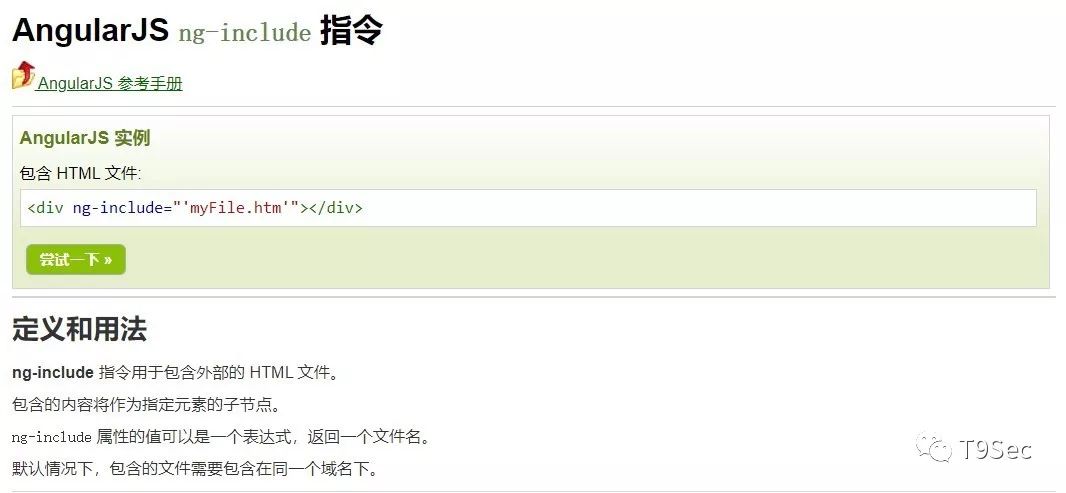 AngularJS ng-include 指令
AngularJS 参考手册
AngularJS 实例
包含 HTML 文件:
<div ng-include="'myFile.htm'"></div>
尝试一下 »
定义和用法
ng-include 指令用于包含外部的 HTML 文件。
包含的内容将作为指定元素的子节点。
ng-include 属性的值可以是一个表达式，返回一个文件名。
默认情况下，包含的文件需要包含在同一个域名下。
T9Sec